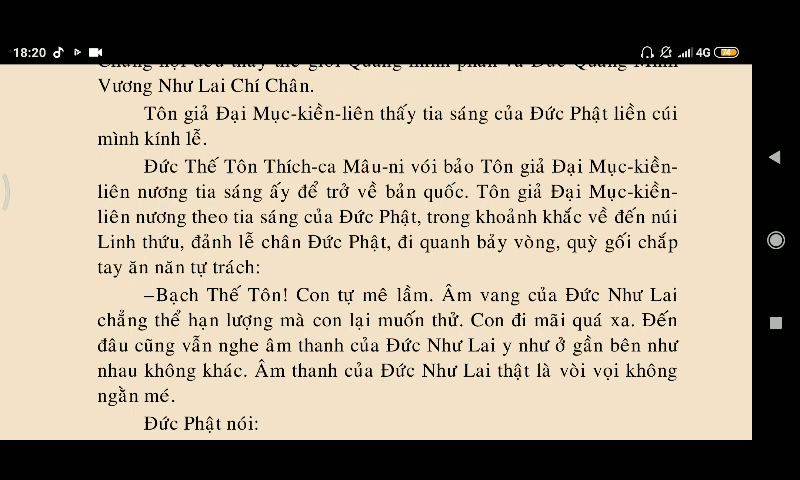 18:20
4G
74
Vương Như Lai Chí Chân.
Tôn giả Đại Mục-kiền-liên thấy tia sáng của Đức Phật liền cúi
mình kính lễ.
Đức Thế Tôn Thích-ca Mâu-ni vói bảo Tôn giả Đại Mục-kiền-
liên nương tia sáng ấy để trở về bản quốc. Tôn giả Đại Mục-kiền-
liên nương theo tia sáng của Đức Phật, trong khoảnh khắc về đến núi
Linh thứu, đảnh lễ chân Đức Phật, đi quanh bảy vòng, quỳ gối chắp
tay ăn năn tự trách:
–Bạch Thế Tôn! Con tự mê lầm. Âm vang của Đức Như Lai
chẳng thể hạn lượng mà con lại muốn thử. Con đi mãi quá xa. Đến
đâu cũng vẫn nghe âm thanh của Đức Như Lai y như ở gần bên như
nhau không khác. Âm thanh của Đức Như Lai thật là vòi vọi không
ngằn mé.
Đức Phật nói: